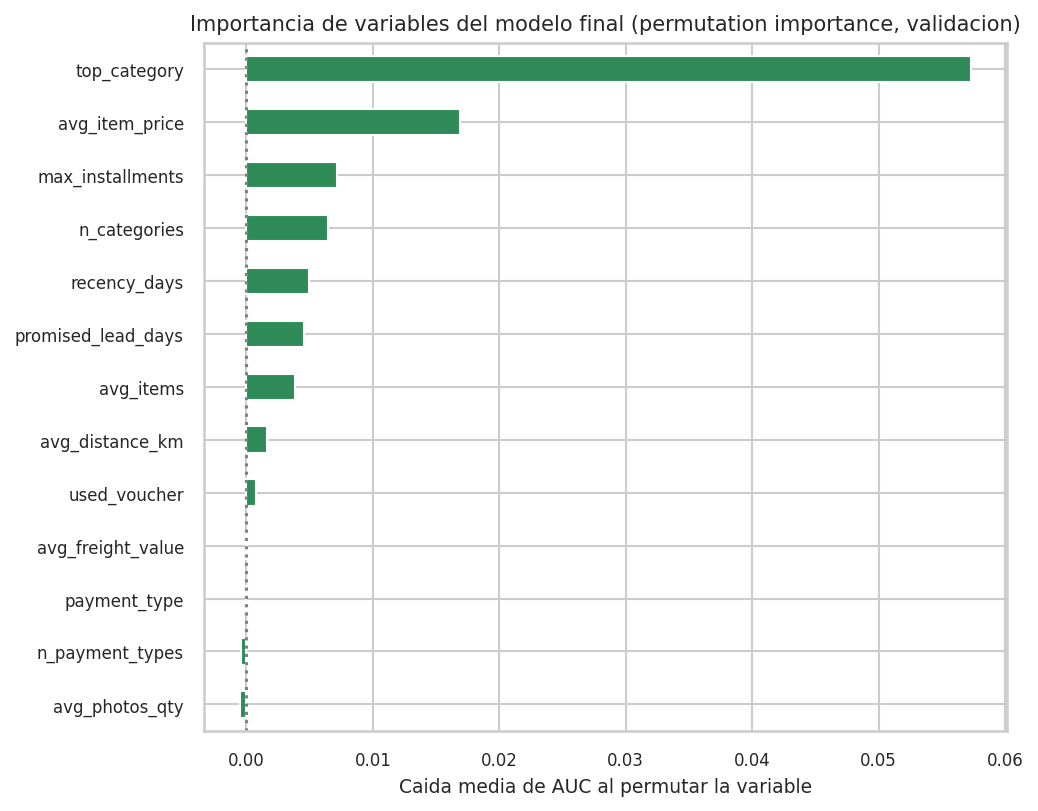 Importancia de variables del modelo final (permutation importance, validacion)
top_category
avg_item_price
max_installments
n_categories
recency_days
promised_lead_days
avg_items
avg_distance_km
used_voucher
avg_freight_value
payment_type
n_payment_types
avg_photos_qty
0.00 0.01 0.02 0.03 0.04 0.05 0.06
Caida media de AUC al permutar la variable